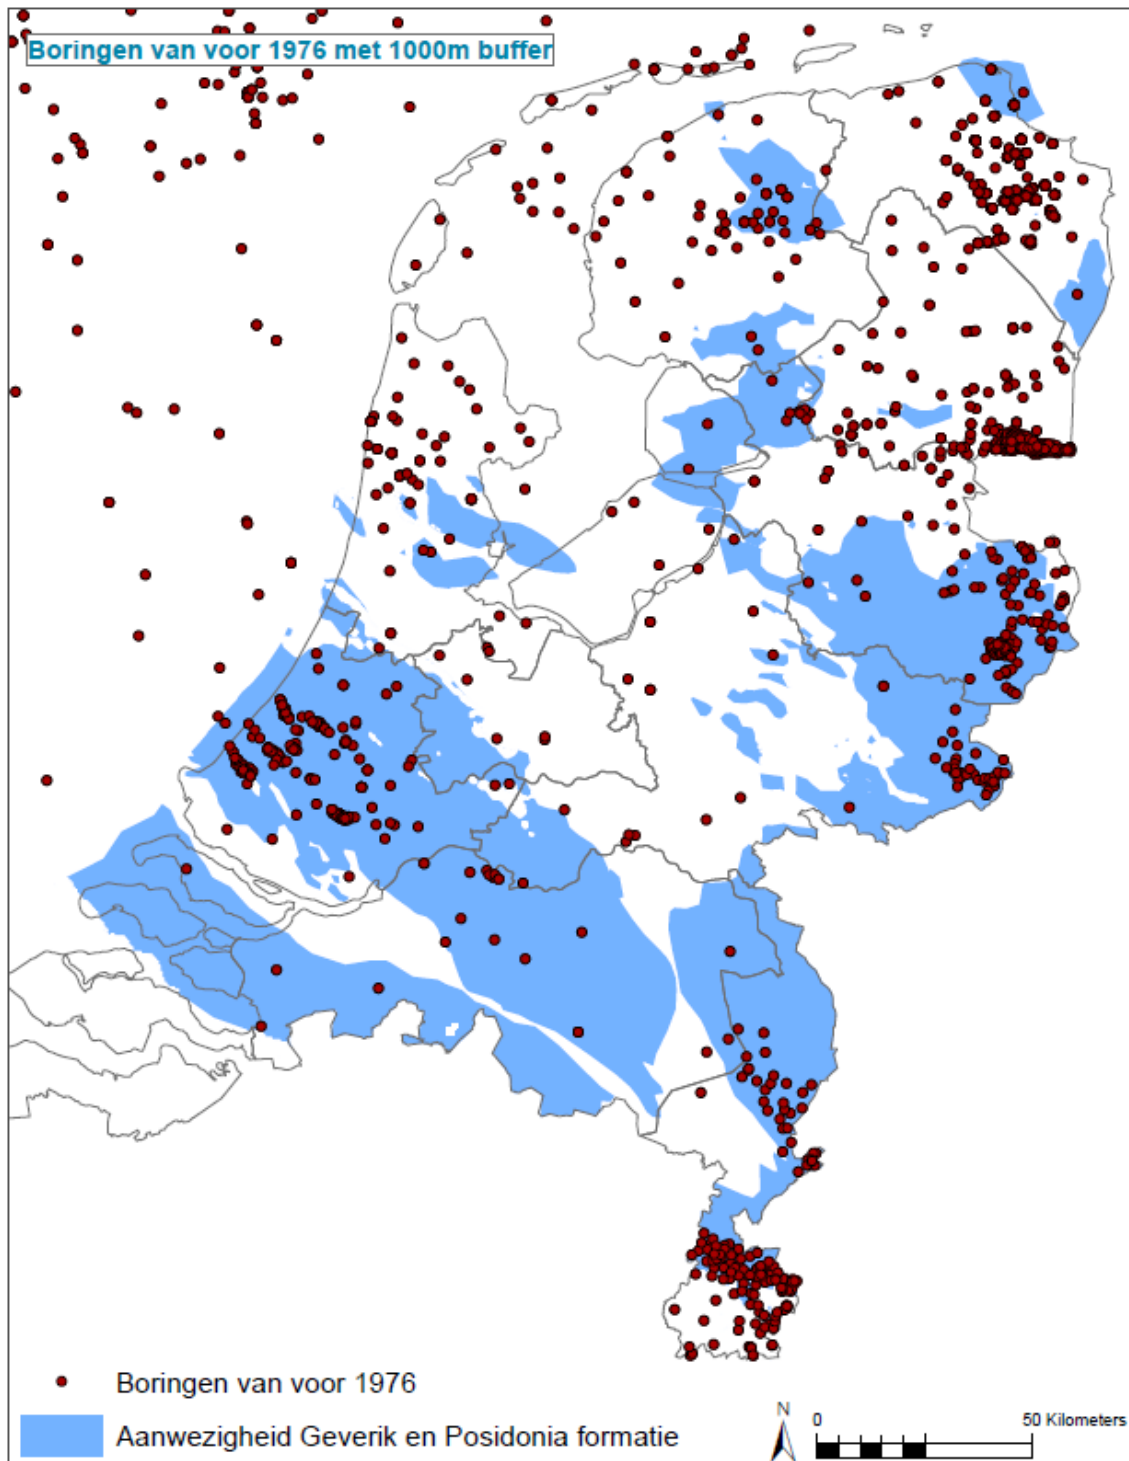 Boringen van voor 1976 met 1000m buffer
Boringen van voor 1976
Aanwezigheid Geverik en Posidonia formatie
N
0 50 Kilometers